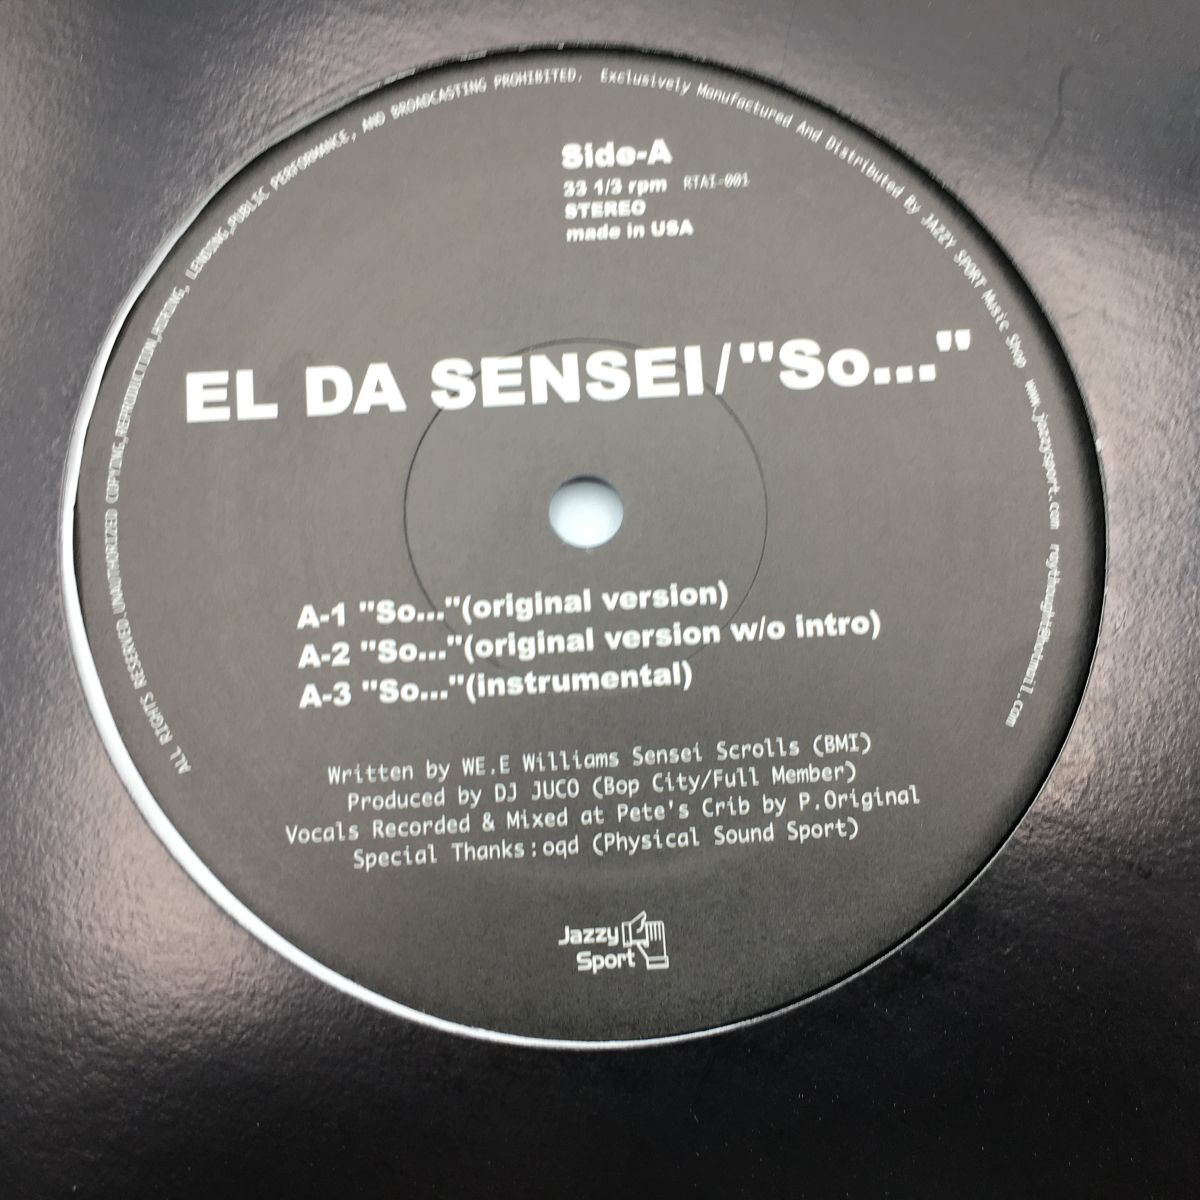 ALL RIGHTS RESERVED UNAUTHORIZED COPYING,REPRODUCTION,HIRING, LENDING,PUBLIC PERFORMANCE, AND BROADCASTING PROHIBITED. Exclusively Manufactured And Distributed By JAZZY SPORT Music Shop www.jazzysport.com
Side-A
33 1/3 rpm RTAI-001
STEREO
made in USA
EL DA SENSEI/"So..."
A-1 "So..."(original version)
A-2 "So..."(original version w/o intro)
A-3 "So..."(instrumental)
Written by WE.E Williams Sensei Scrolls (BMI)
Produced by DJ JUCO (Bop City/Full Member)
Vocals Recorded & Mixed at Pete's Crib by P.Original
Special Thanks:oqd (Physical Sound Sport)
Jazzy
Sport